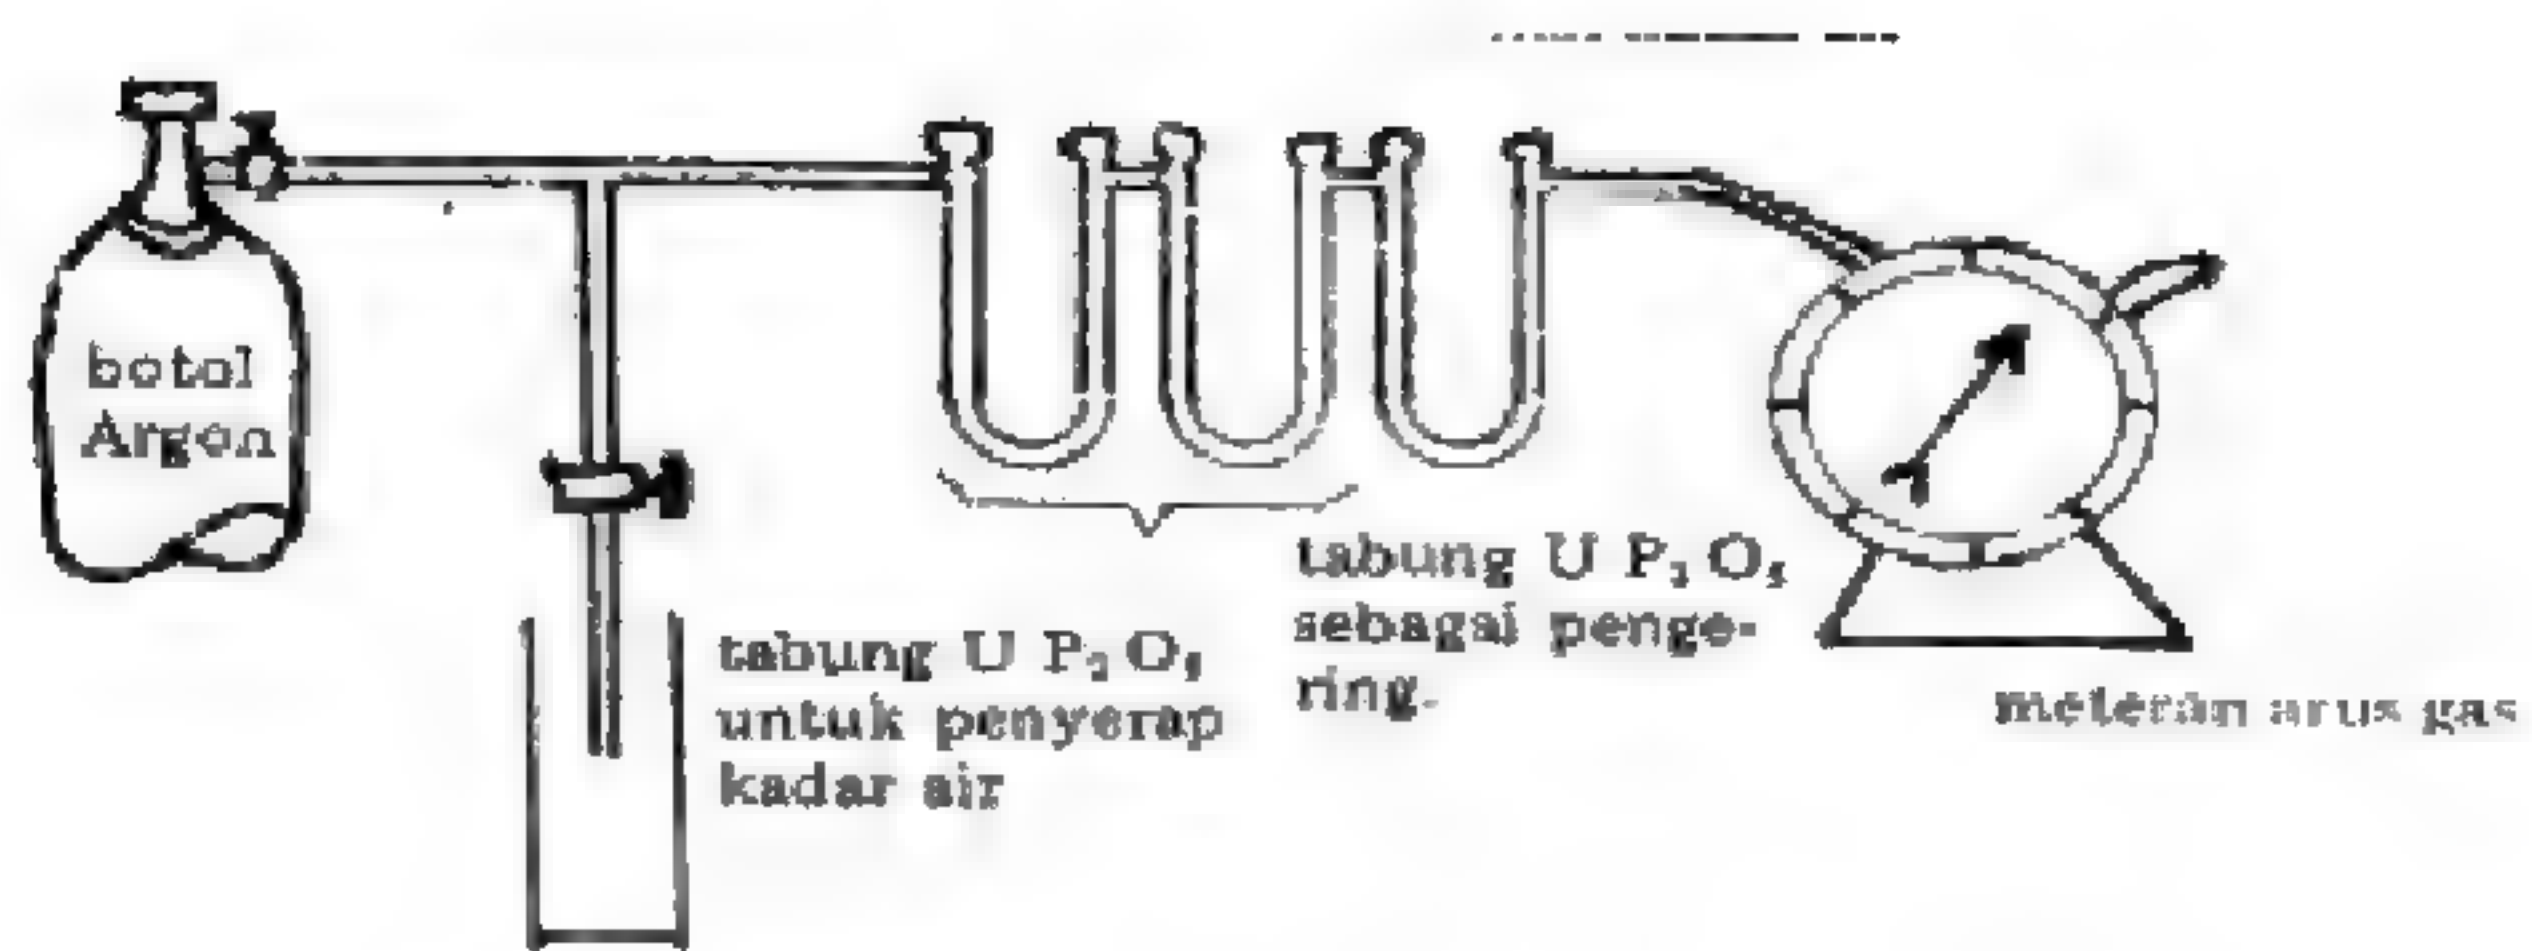 botol
Argon
tabung U P₂O₅
untuk penyerap
kadar air
tabung U P₂O₅
sebagai penge-
ring.
meteran arus gas